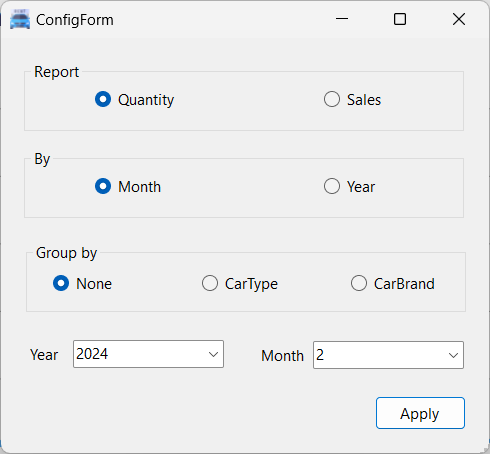 ConfigForm
Report
Quantity Sales
By
Month Year
Group by
None CarType CarBrand
Year 2024 Month 2
Apply